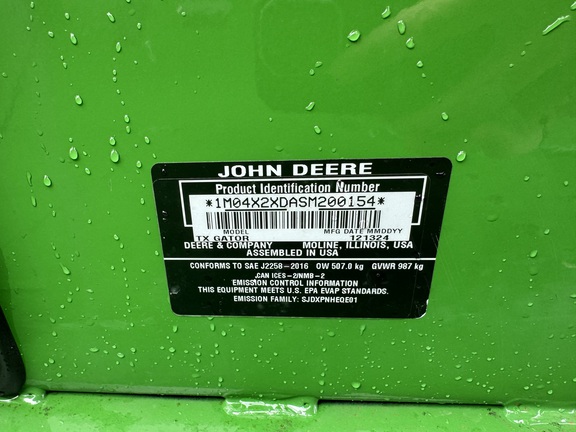 JOHN DEERE
Product Identification Number
*1M04X2XDASM200154*
MODEL MFG DATE MMDDYY
TX GATOR 121324
DEERE & COMPANY MOLINE, ILLINOIS, USA
ASSEMBLED IN USA
CONFORMS TO SAE J2258-2016 OW 507.0 kg GVWR 987 kg
CAN ICES-2/NMB-2
EMISSION CONTROL INFORMATION
THIS EQUIPMENT MEETS U.S. EPA EVAP STANDARDS.
EMISSION FAMILY: SJDXPNHEQE01